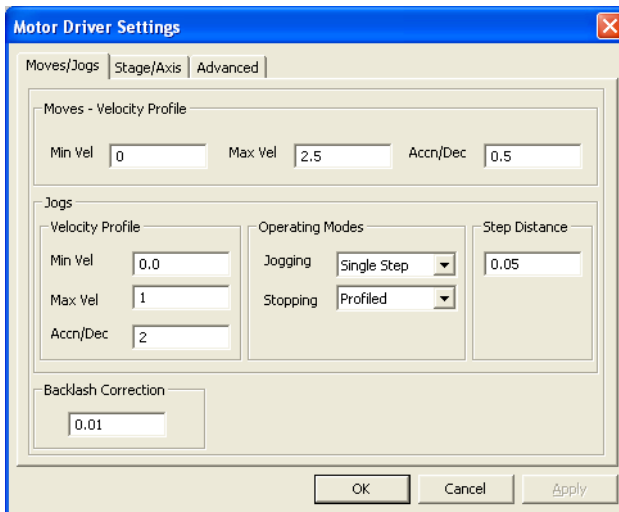 Motor Driver Settings
Moves/Jogs Stage/Axis Advanced
Moves - Velocity Profile
Min Vel 0 Max Vel 2.5 Accn/Dec 0.5
Jogs
Velocity Profile Operating Modes Step Distance
Min Vel 0.0 Jogging Single Step 0.05
Max Vel 1 Stopping Profiled
Accn/Dec 2
Backlash Correction
0.01
OK Cancel Apply